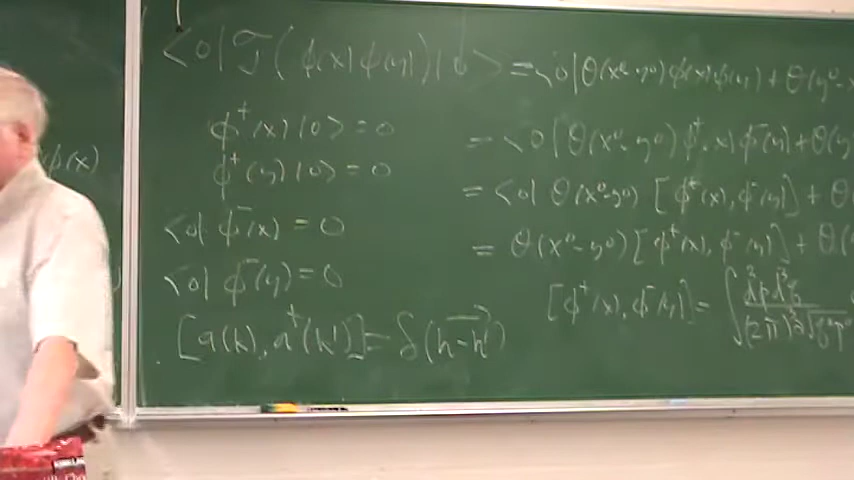 <0|T(φ(x)φ(y))|0> = <0|θ(x⁰-y⁰)φ(x)φ(y)+θ(y⁰-x
φ(x)
φ⁺(x)|0> = 0
= <0|θ(x⁰-y⁰)φ⁺(x)φ⁻(y)+θ(y
φ⁺(y)|0> = 0
= <0|θ(x⁰-y⁰)[φ⁺(x),φ⁻(y)]+θ
<0|φ⁻(x) = 0
= θ(x⁰-y⁰)[φ⁺(x),φ⁻(y)]+θ(y
<0|φ⁻(y) = 0
[φ⁺(x),φ⁻(y)] = ∫ d³p d³q / (2π)³√
[a(k),a⁺(k')] = δ(k-k')